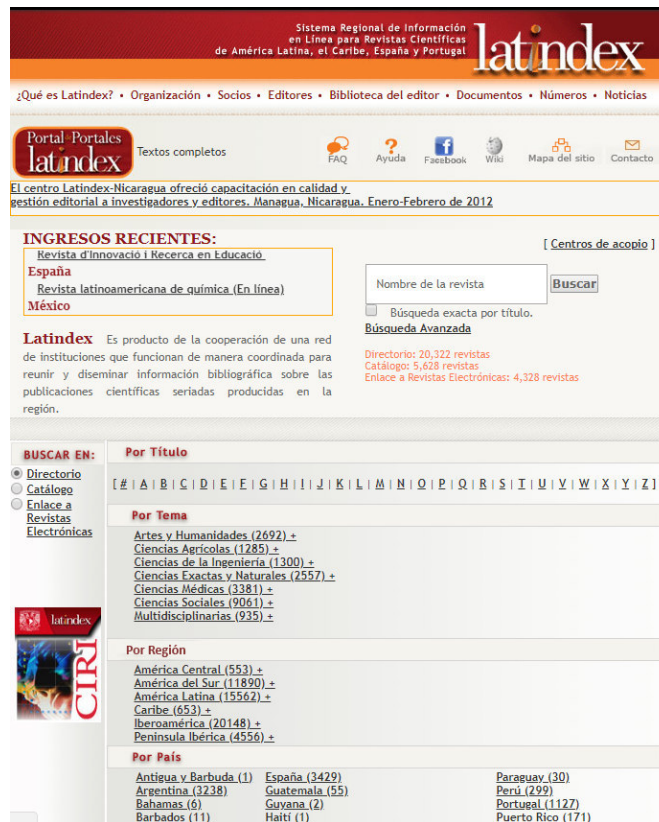 Sistema Regional de Información
en Línea para Revistas Científicas
de América Latina, el Caribe, España y Portugal
latindex
¿Qué es Latindex? • Organización • Socios • Editores • Biblioteca del editor • Documentos • Números • Noticias
Portal de Portales
latindex
Textos completos
FAQ
Ayuda
Facebook
Wiki
Mapa del sitio
Contacto
El centro Latindex-Nicaragua ofreció capacitación en calidad y
gestión editorial a investigadores y editores. Managua, Nicaragua. Enero-Febrero de 2012
INGRESOS RECIENTES:
Revista d'Innovació i Recerca en Educació
España
Revista latinoamericana de química (En línea)
México
[ Centros de acopio ]
Nombre de la revista
Buscar
Búsqueda exacta por título.
Búsqueda Avanzada
Directorio: 20,322 revistas
Catálogo: 5,628 revistas
Enlace a Revistas Electrónicas: 4,328 revistas
Latindex Es producto de la cooperación de una red
de instituciones que funcionan de manera coordinada para
reunir y diseminar información bibliográfica sobre las
publicaciones científicas seriadas producidas en la
región.
BUSCAR EN:
Directorio
Catálogo
Enlace a
Revistas
Electrónicas
latindex
CIRI
Por Título
[ # | A | B | C | D | E | F | G | H | I | J | K | L | M | N | O | P | Q | R | S | T | U | V | W | X | Y | Z ]
Por Tema
Artes y Humanidades (2692) +
Ciencias Agrícolas (1285) +
Ciencias de la Ingeniería (1300) +
Ciencias Exactas y Naturales (2557) +
Ciencias Médicas (3381) +
Ciencias Sociales (9061) +
Multidisciplinarias (935) +
Por Región
América Central (553) +
América del Sur (11890) +
América Latina (15562) +
Caribe (653) +
Iberoamérica (20148) +
Península Ibérica (4556) +
Por País
Antigua y Barbuda (1)
Argentina (3238)
Bahamas (6)
Barbados (11)
España (3429)
Guatemala (55)
Guyana (2)
Haití (1)
Paraguay (30)
Perú (299)
Portugal (1127)
Puerto Rico (171)